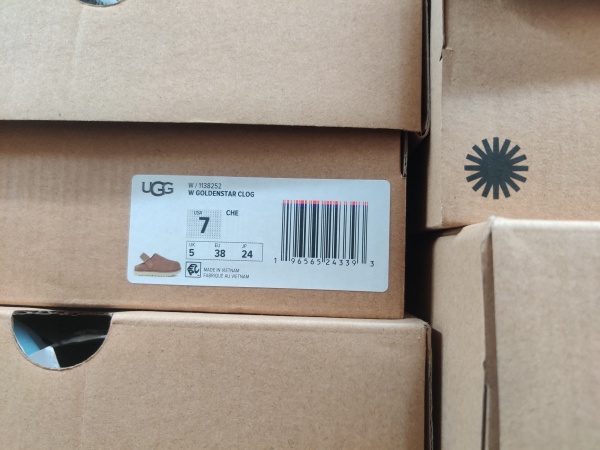 UGG
W / 1138252
W GOLDENSTAR CLOG
USA
7
CHE
UK
5
EU
38
JP
24
1 96565 24339 3
MADE IN VIETNAM
FABRIQUE AU VIETNAM